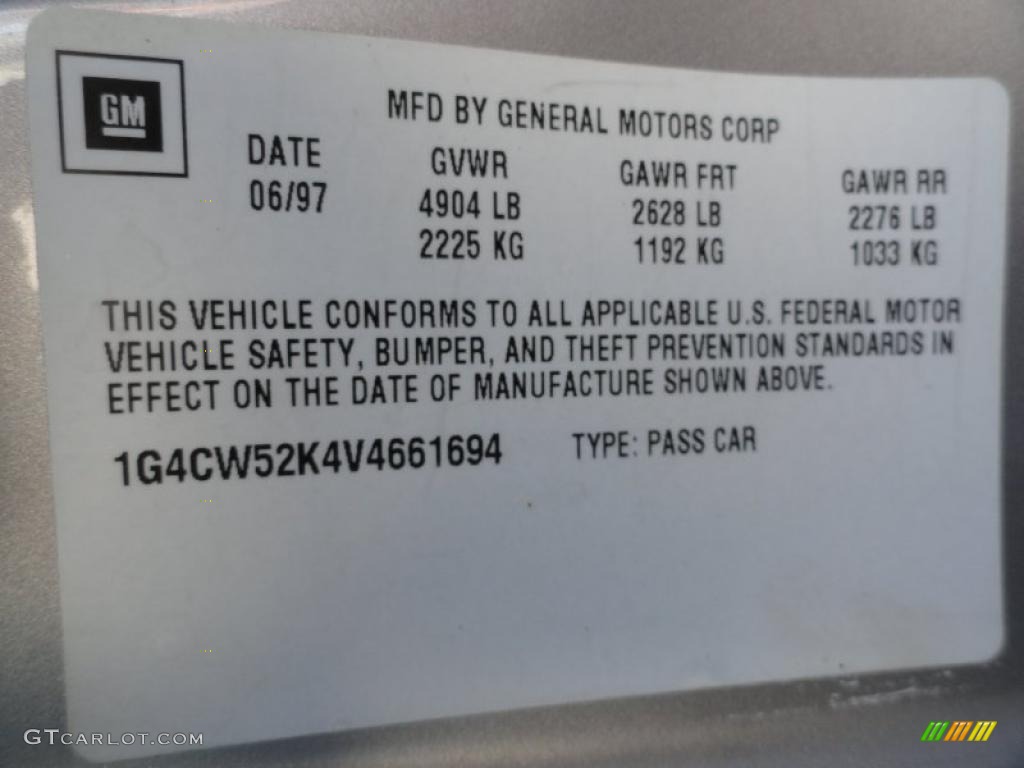 GM
MFD BY GENERAL MOTORS CORP
DATE GVWR GAWR FRT GAWR RR
06/97 4904 LB 2628 LB 2276 LB
2225 KG 1192 KG 1033 KG
THIS VEHICLE CONFORMS TO ALL APPLICABLE U.S. FEDERAL MOTOR
VEHICLE SAFETY, BUMPER, AND THEFT PREVENTION STANDARDS IN
EFFECT ON THE DATE OF MANUFACTURE SHOWN ABOVE.
1G4CW52K4V4661694 TYPE: PASS CAR
GTCARLOT.COM